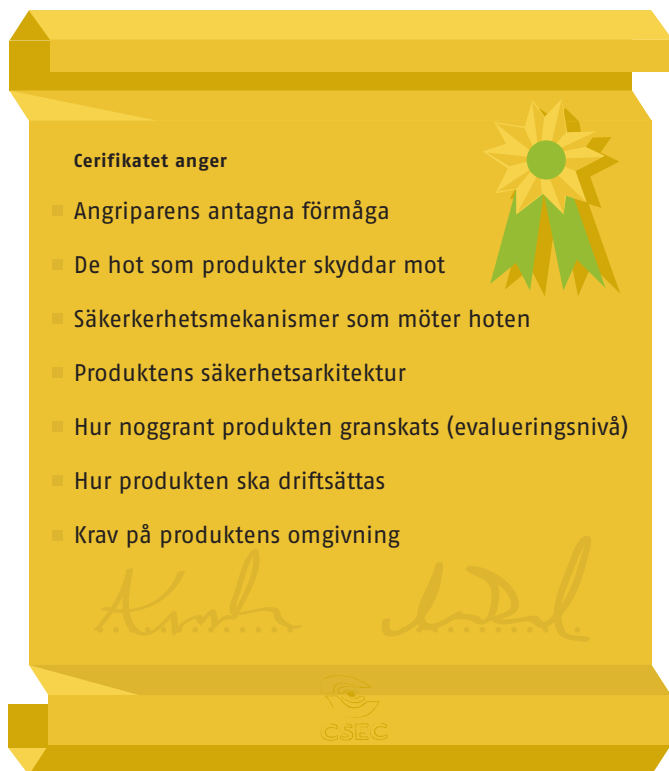 Cerifikatet anger
Angriparens antagna förmåga
De hot som produkter skyddar mot
Säkerkerhetsmekanismer som möter hoten
Produktens säkerhetsarkitektur
Hur noggrant produkten granskats (evalueringsnivå)
Hur produkten ska driftsättas
Krav på produktens omgivning
CSEC